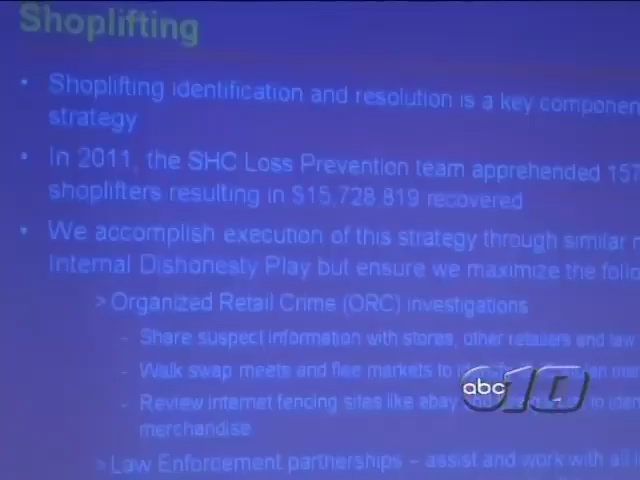 Shoplifting
• Shoplifting identification and resolution is a key componen
strategy
• In 2011, the SHC Loss Prevention team apprehended 157
shoplifters resulting in $15,728,819 recovered
• We accomplish execution of this strategy through similar
Internal Dishonesty Play but ensure we maximize the follo
> Organized Retail Crime (ORC) investigations
- Share suspect information with stores, other retailers and law
- Walk swap meets and flee markets to
- Review internet fencing sites like ebay
merchandise
> Law Enforcement partnerships – assist and work with all
abc 10